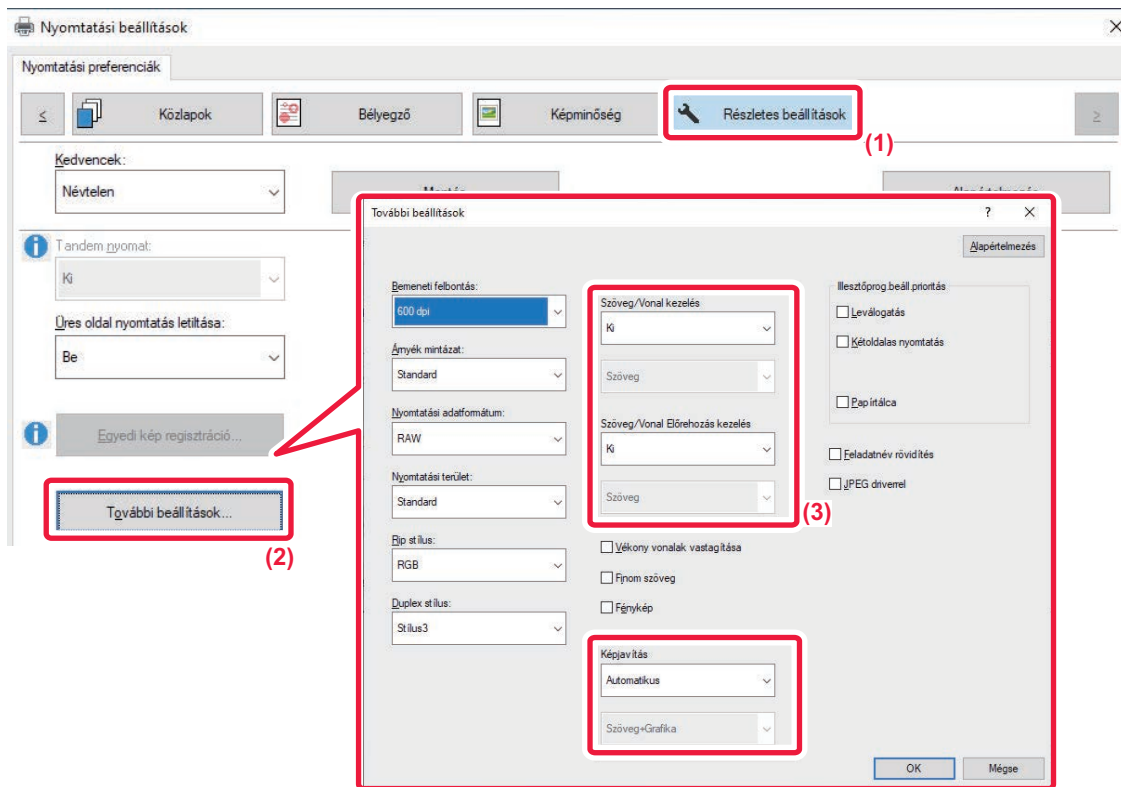 Nyomtatási beállítások
Nyomtatási preferenciák
Közlapok
Bélyegző
Képminőség
Részletes beállítások
(1)
Kedvencek:
Névtelen
További beállítások
?
Alapértelmezés
Tandem nyomat:
Ki
Üres oldal nyomtatás letiltása:
Be
Egyedi kép regisztráció...
További beállítások...
(2)
Bemeneti felbontás:
600 dpi
Árnyék mintázat:
Standard
Nyomtatási adatformátum:
RAW
Nyomtatási terület:
Standard
Rip stílus:
RGB
Duplex stílus:
Stílus3
Szöveg/Vonal kezelés
Ki
Szöveg
Szöveg/Vonal Előrehozás kezelés
Ki
Szöveg
(3)
Vékony vonalak vastagítása
Finom szöveg
Fénykép
Képjavítás
Automatikus
Szöveg+Grafika
Illesztőprog.beáll.prioritás
Leválogatás
Kétoldalas nyomtatás
Papírtálca
Feladatnév rövidítés
JPEG driverrel
OK
Mégse